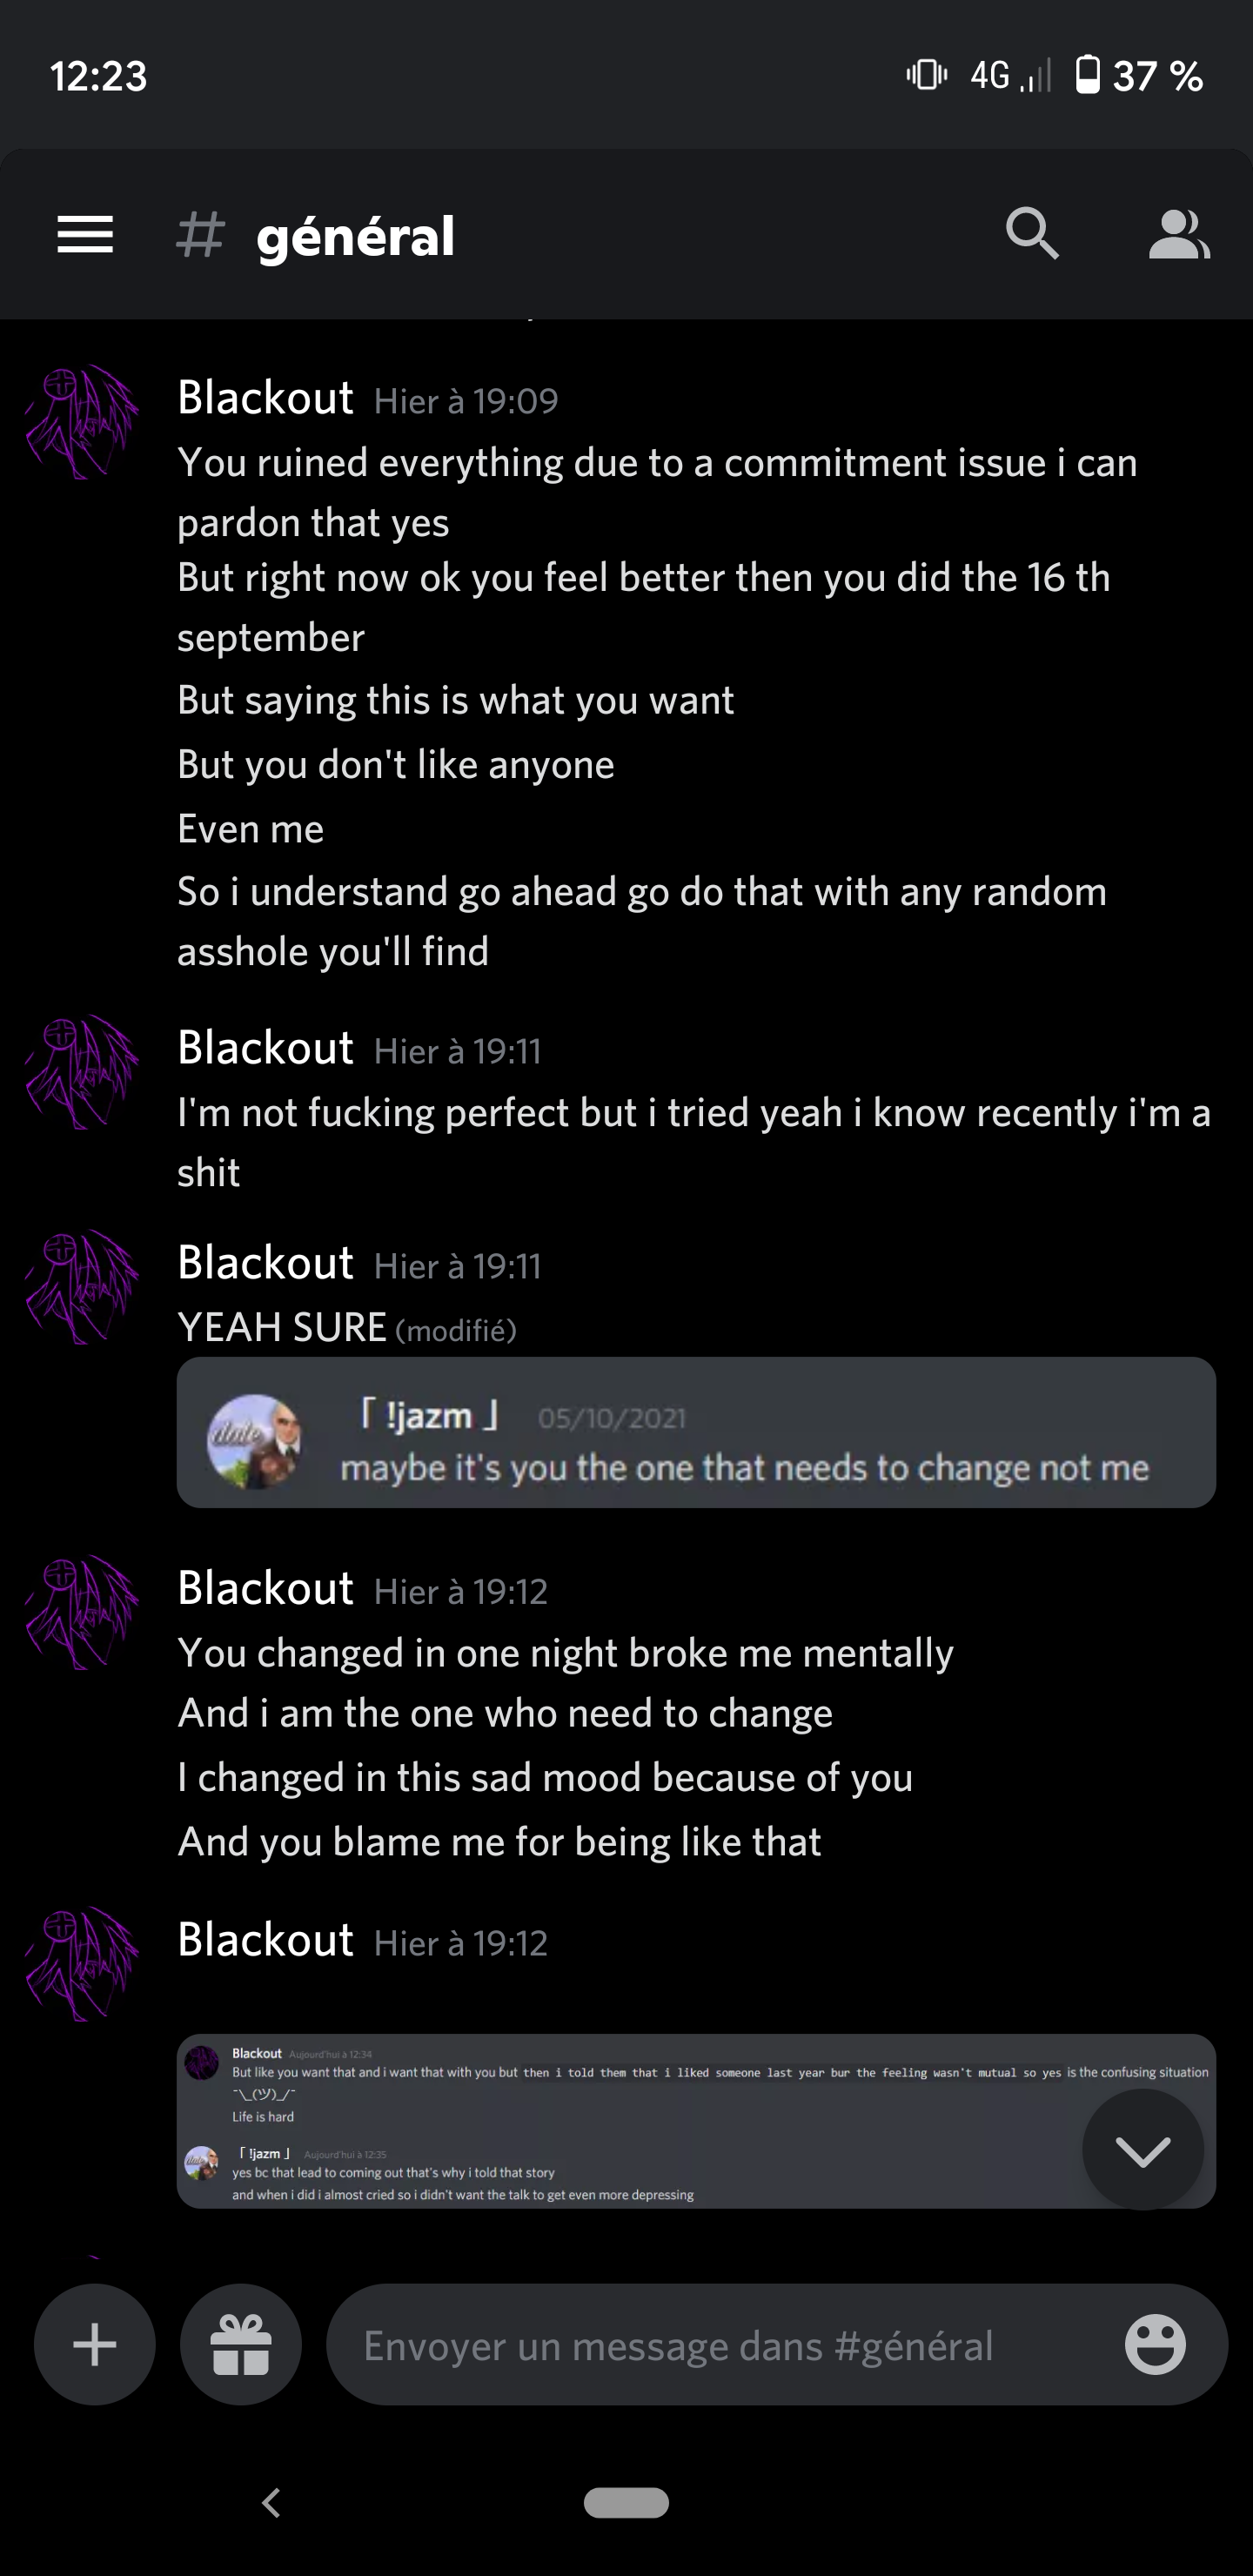 12:23
4G 37 %
# général
Blackout Hier à 19:09
You ruined everything due to a commitment issue i can
pardon that yes
But right now ok you feel better then you did the 16 th
september
But saying this is what you want
But you don't like anyone
Even me
So i understand go ahead go do that with any random
asshole you'll find
Blackout Hier à 19:11
I'm not fucking perfect but i tried yeah i know recently i'm a
shit
Blackout Hier à 19:11
YEAH SURE (modifié)
「 !jazm 」 05/10/2021
maybe it's you the one that needs to change not me
Blackout Hier à 19:12
You changed in one night broke me mentally
And i am the one who need to change
I changed in this sad mood because of you
And you blame me for being like that
Blackout Hier à 19:12
Blackout Aujourd'hui à 12:34
But like you want that and i want that with you but then i told them that i liked someone last year bur the feeling wasn't mutual so yes is the confusing situation
¯\_(ツ)_/¯
Life is hard
「 !jazm 」 Aujourd'hui à 12:35
yes bc that lead to coming out that's why i told that story
and when i did i almost cried so i didn't want the talk to get even more depressing
Envoyer un message dans #général